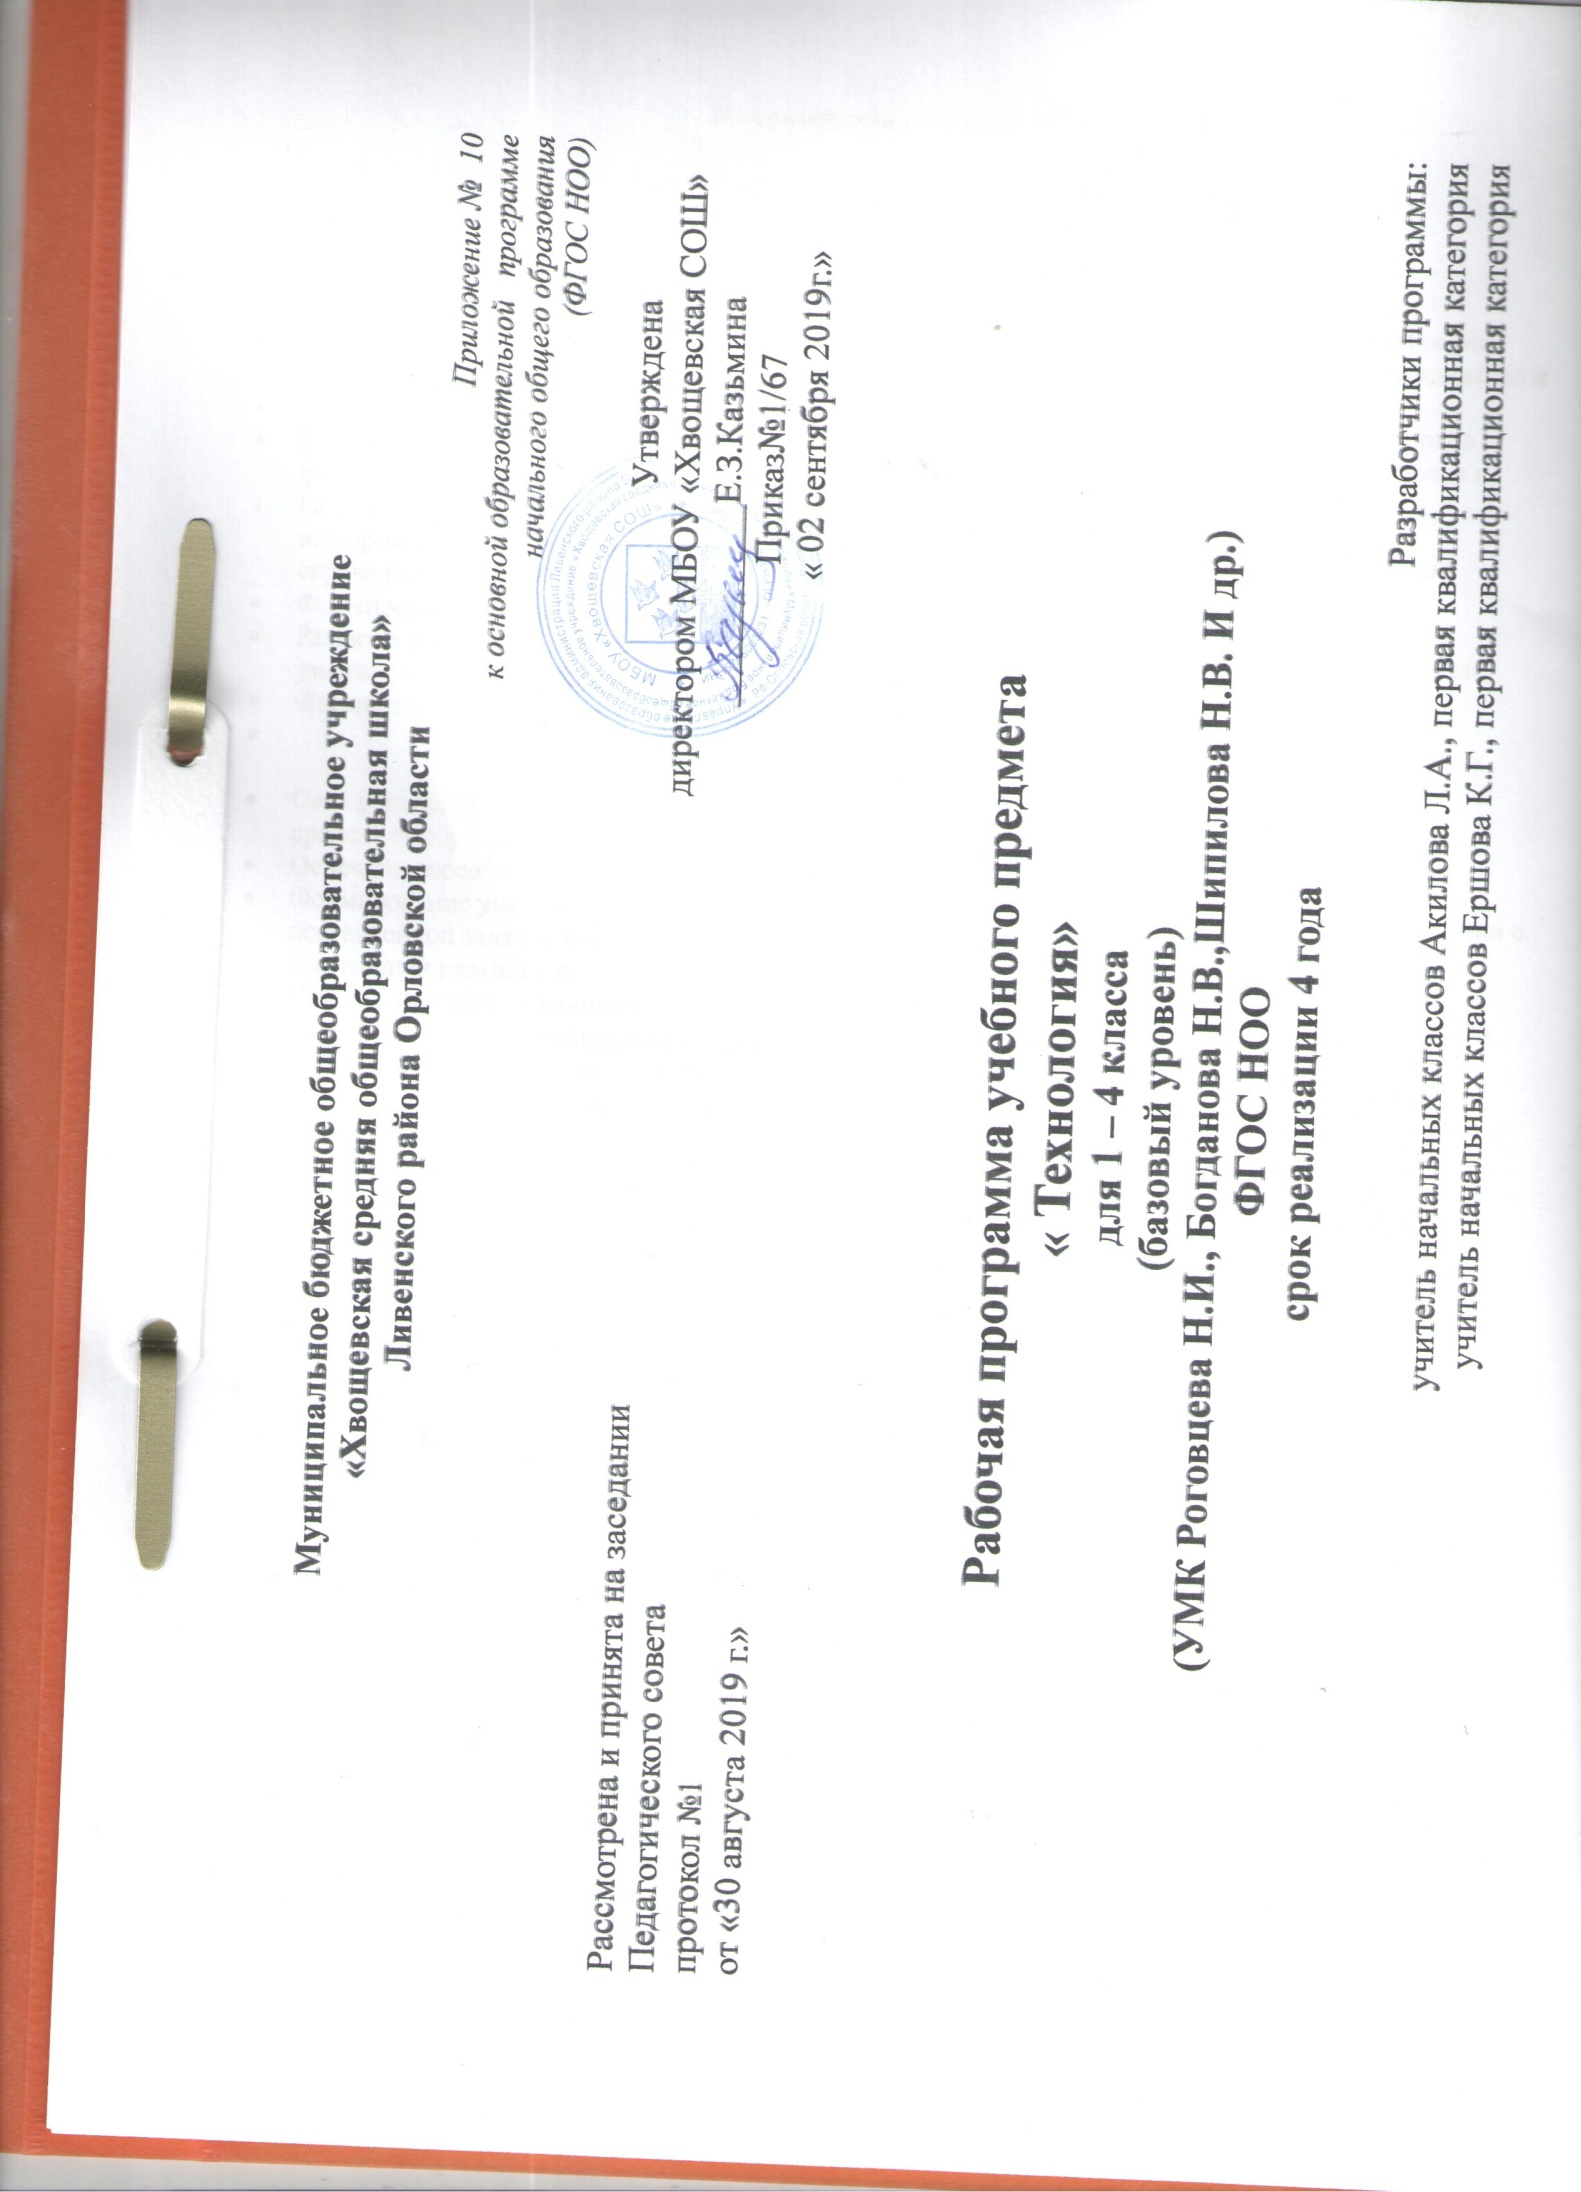 Муниципальное бюджетное общеобразовательное учреждение
«Хвощевская средняя общеобразовательная школа»
Ливенского района Орловской области
Приложение № 10
к основной образовательной программе
начального общего образования
(ФГОС НОО)
Рассмотрена и принята на заседании
Педагогического совета
протокол №1
от «30 августа 2019 г.»
Утверждена
директором МБОУ «Хвощевская СОШ»
Е.З.Казьмина
Приказ№1/67
« 02 сентября 2019г.»
МБОУ «Хвощевская СОШ»
Рабочая программа учебного предмета
« Технология»
для 1 – 4 класса
(базовый уровень)
(УМК Роговцева Н.И., Богданова Н.В.,Шипилова Н.В. И др.)
ФГОС НОО
срок реализации 4 года
Разработчики программы:
учитель начальных классов Акилова Л.А., первая квалификационная категория
учитель начальных классов Ершова К.Г., первая квалификационная категория